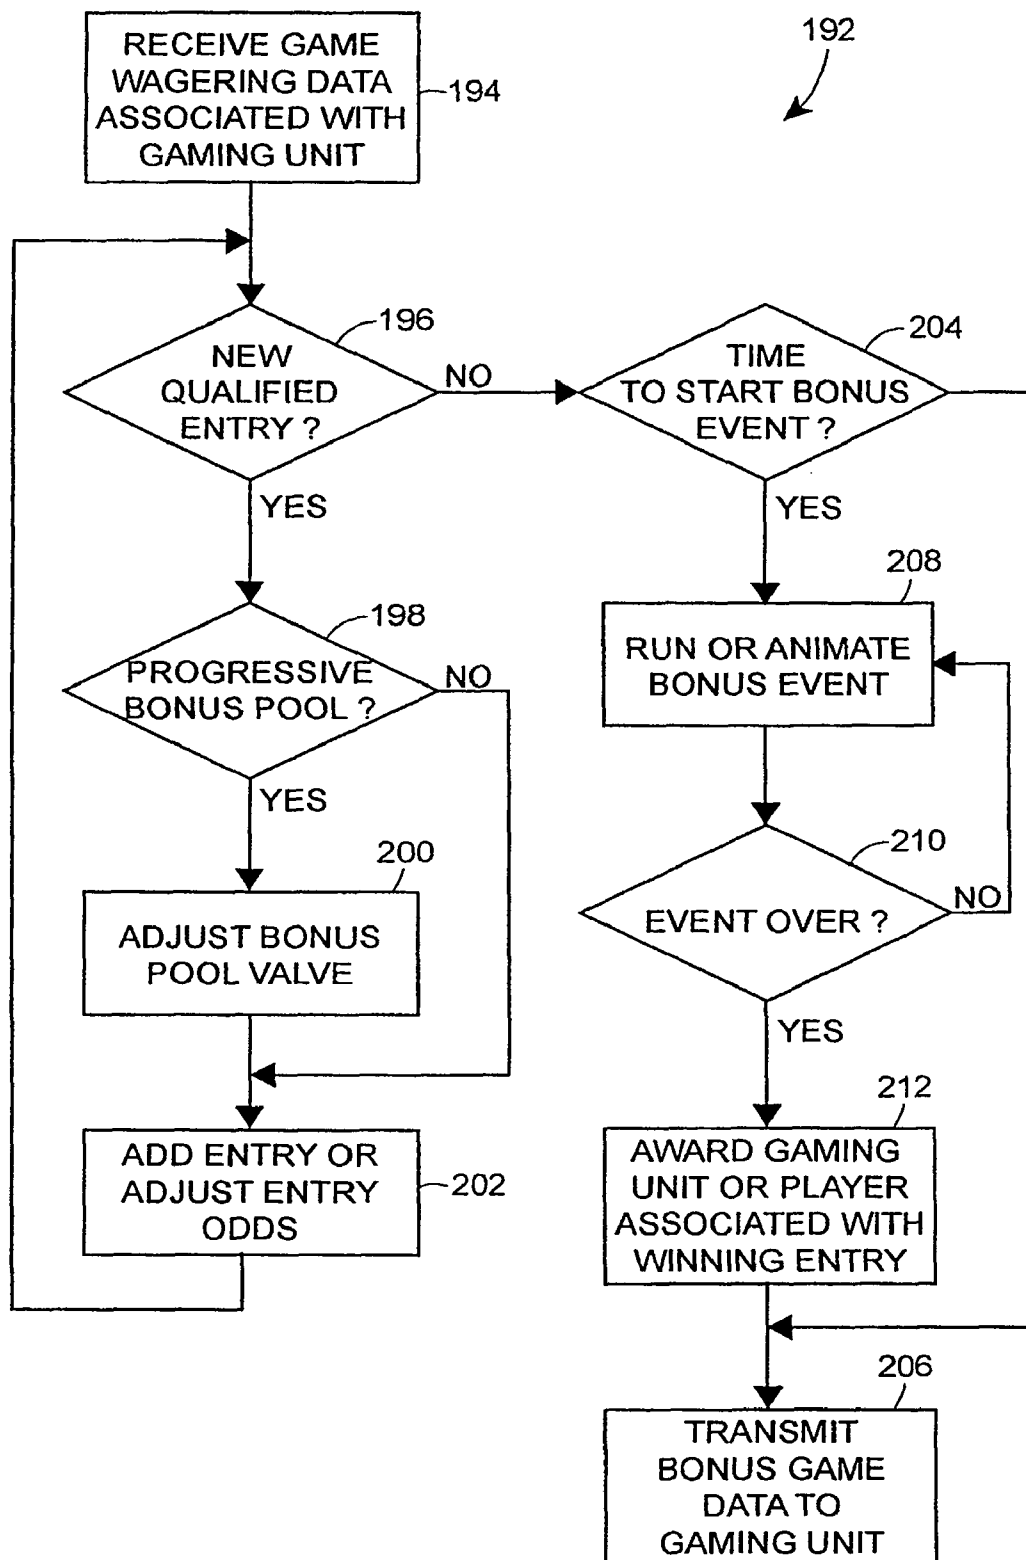 RECEIVE GAME
WAGERING DATA
ASSOCIATED WITH
GAMING UNIT
194
192
NEW
QUALIFIED
ENTRY ?
196
NO
YES
TIME
TO START BONUS
EVENT ?
204
YES
PROGRESSIVE
BONUS POOL ?
198
NO
YES
RUN OR ANIMATE
BONUS EVENT
208
ADJUST BONUS
POOL VALVE
200
EVENT OVER ?
210
NO
YES
ADD ENTRY OR
ADJUST ENTRY
ODDS
202
AWARD GAMING
UNIT OR PLAYER
ASSOCIATED WITH
WINNING ENTRY
212
TRANSMIT
BONUS GAME
DATA TO
GAMING UNIT
206